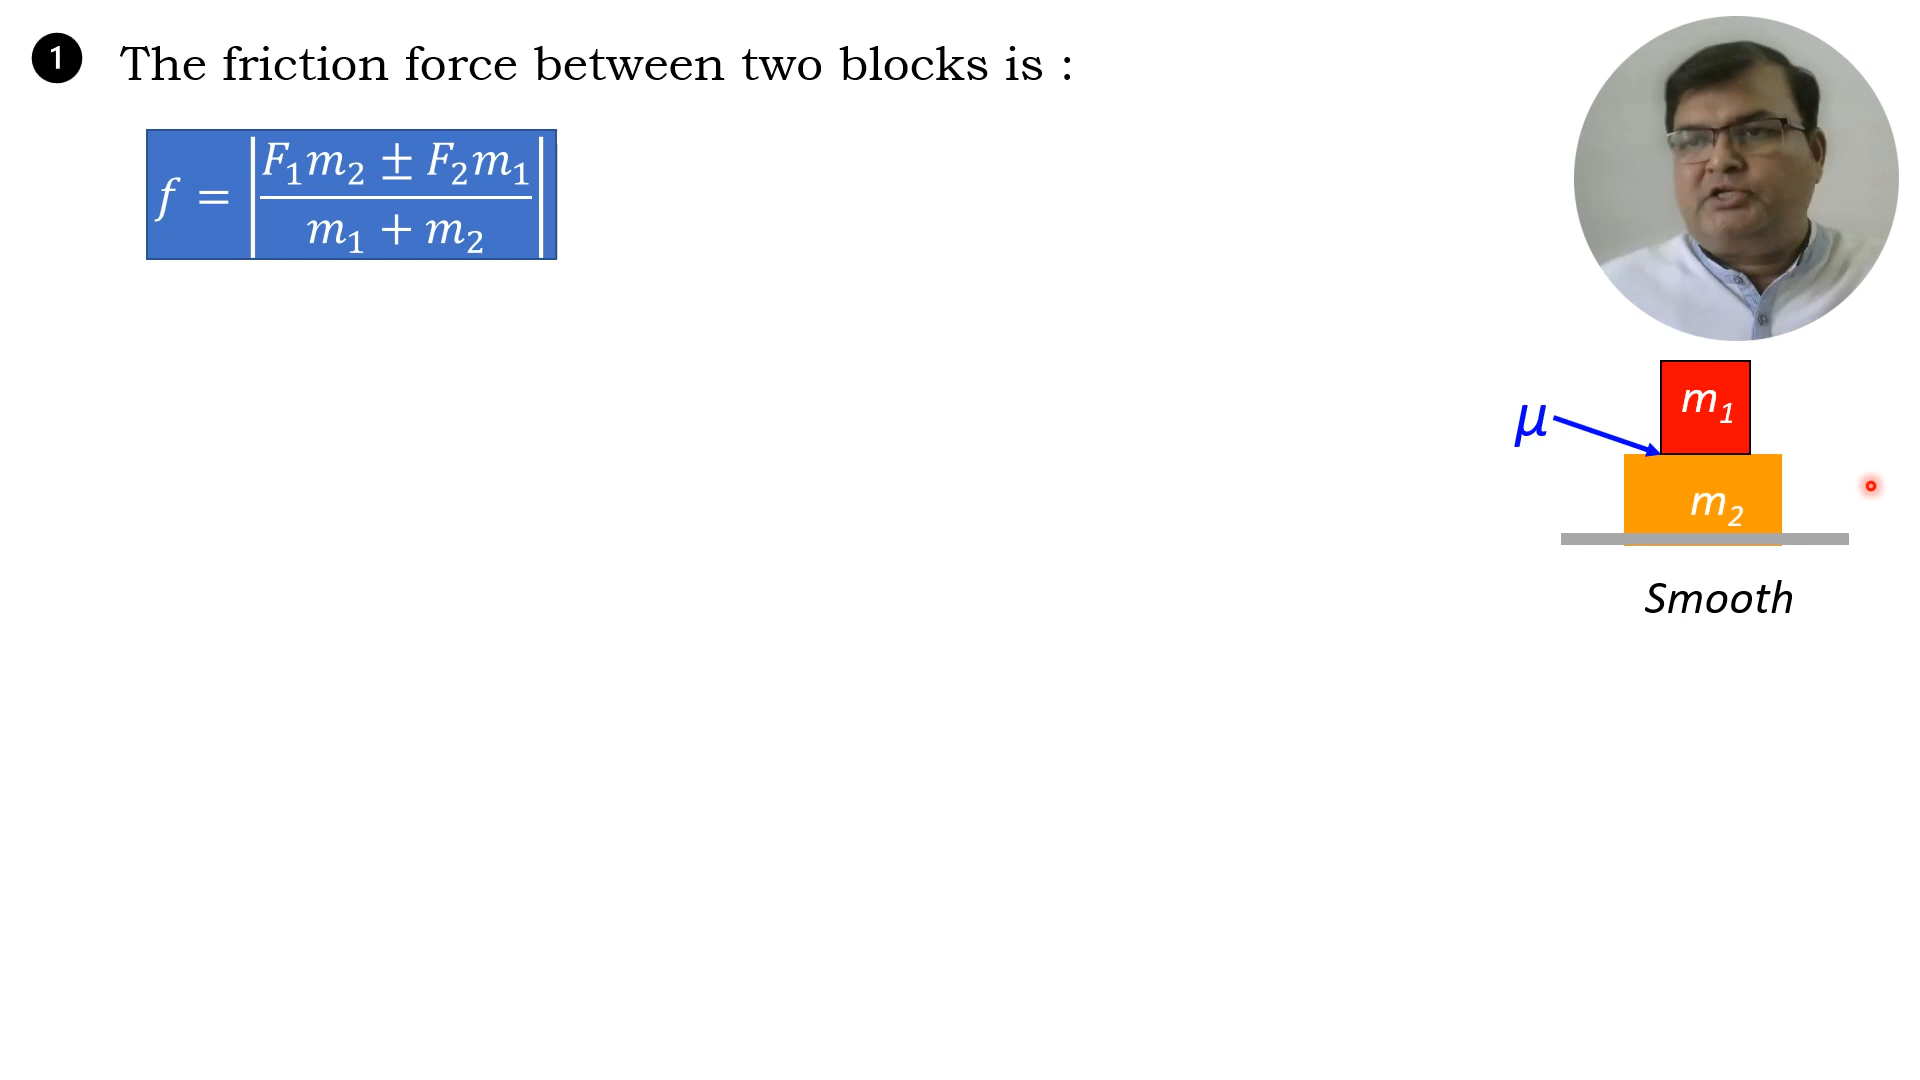 1 The friction force between two blocks is :
f = |(F₁m₂ ± F₂m₁)/(m₁ + m₂)|
m₁
μ
m₂
Smooth